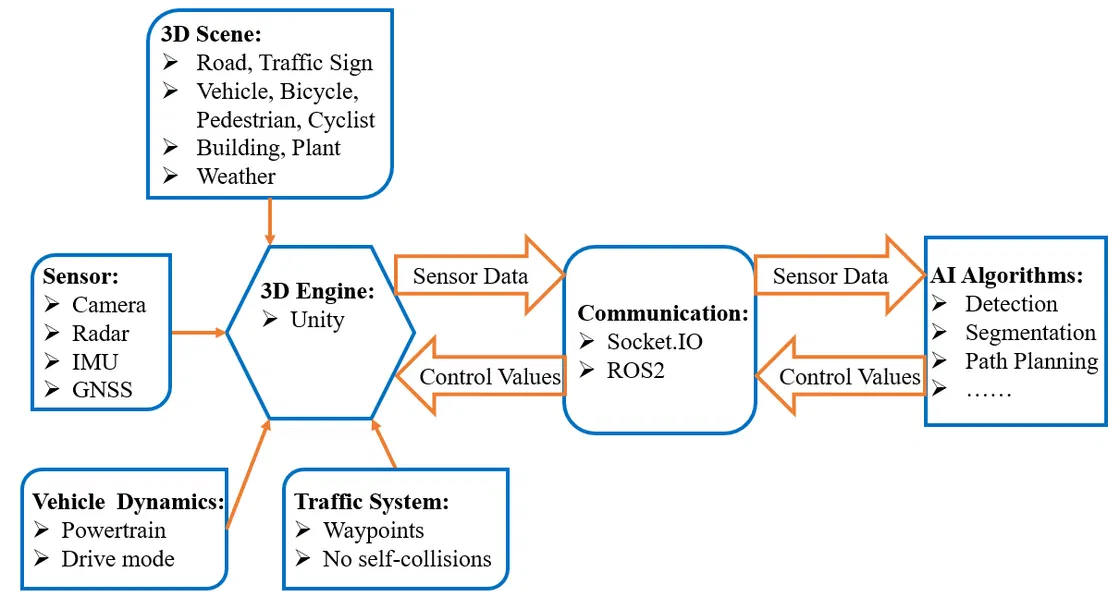 3D Scene:
➢ Road, Traffic Sign
➢ Vehicle, Bicycle,
Pedestrian, Cyclist
➢ Building, Plant
➢ Weather
Sensor:
➢ Camera
➢ Radar
➢ IMU
➢ GNSS
3D Engine:
➢ Unity
Sensor Data
Control Values
Communication:
➢ Socket.IO
➢ ROS2
Sensor Data
Control Values
AI Algorithms:
➢ Detection
➢ Segmentation
➢ Path Planning
➢ ……
Vehicle Dynamics:
➢ Powertrain
➢ Drive mode
Traffic System:
➢ Waypoints
➢ No self-collisions